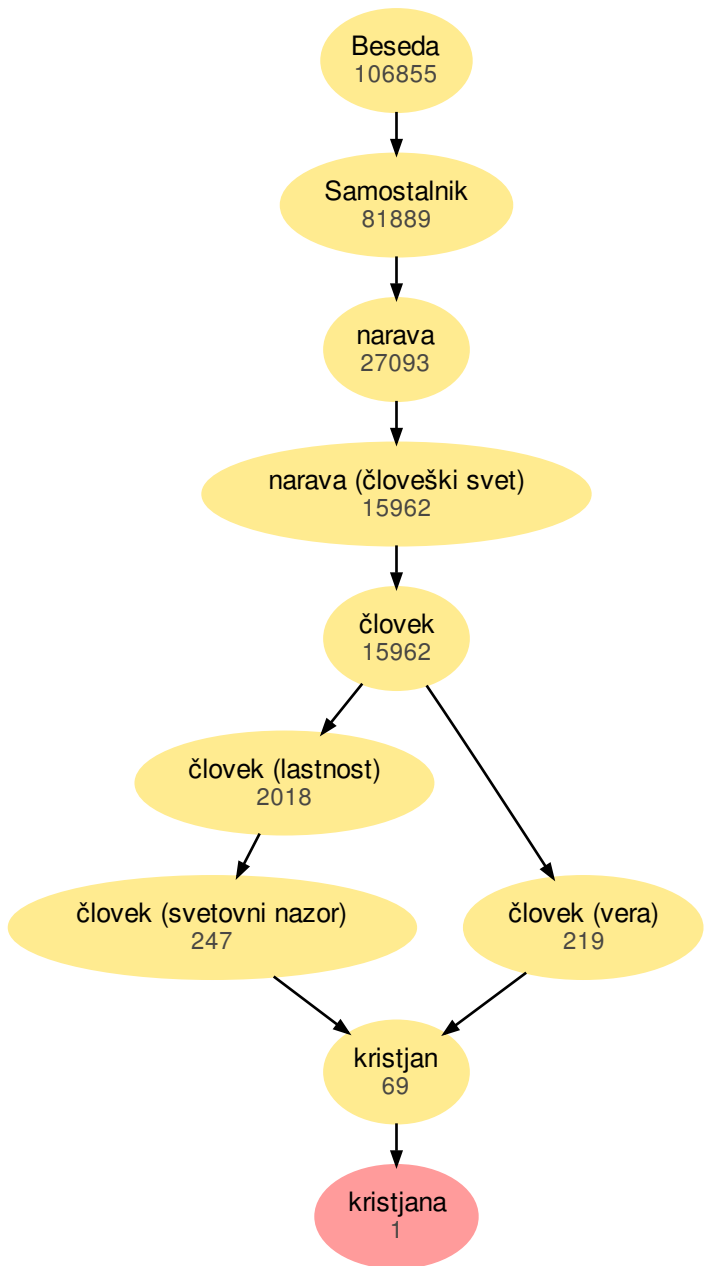 Beseda
106855
Samostalnik
81889
narava
27093
narava (človeški svet)
15962
človek
15962
človek (lastnost)
2018
človek (svetovni nazor)
247
človek (vera)
219
kristjan
69
kristjana
1